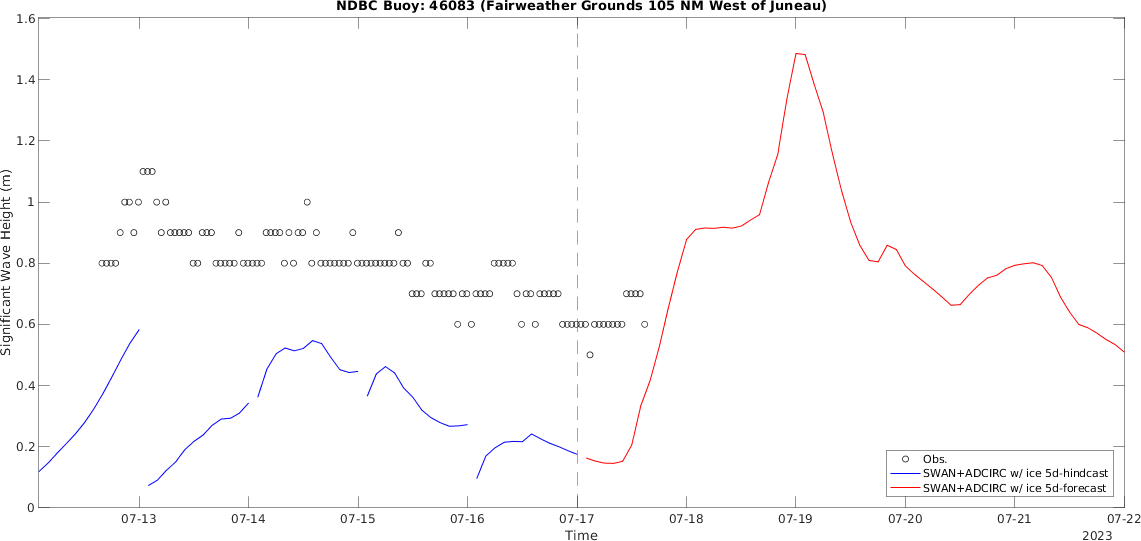 NDBC Buoy: 46083 (Fairweather Grounds 105 NM West of Juneau)
Significant Wave Height (m)
1.6
1.4
1.2
1
0.8
0.6
0.4
0.2
0
Obs.
SWAN+ADCIRC w/ ice 5d-hindcast
SWAN+ADCIRC w/ ice 5d-forecast
07-13 07-14 07-15 07-16 07-17 07-18 07-19 07-20 07-21 07-22
Time
2023